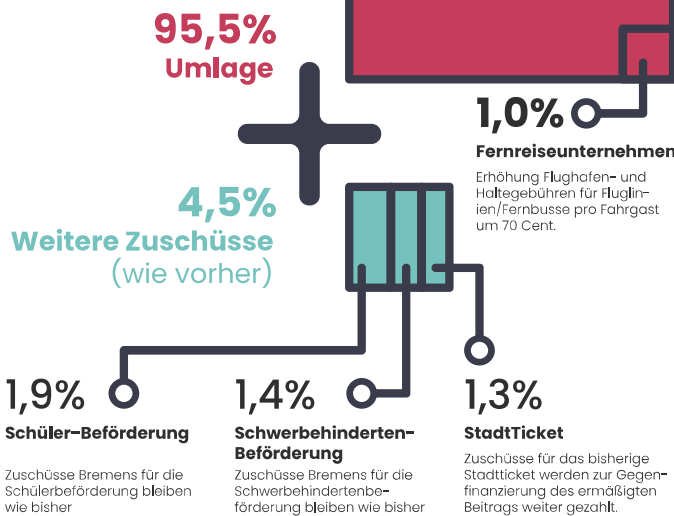 95,5%
Umlage
1,0%
Fernreiseunternehmen
Erhöhung Flughafen- und
Haltegebühren für Fluglin-
ien/Fernbusse pro Fahrgast
um 70 Cent.
4,5%
Weitere Zuschüsse
(wie vorher)
1,9%
Schüler-Beförderung
Zuschüsse Bremens für die
Schülerbeförderung bleiben
wie bisher
1,4%
Schwerbehinderten-
Beförderung
Zuschüsse Bremens für die
Schwerbehindertenbe-
förderung bleiben wie bisher
1,3%
StadtTicket
Zuschüsse für das bisherige
Stadtticket werden zur Gegen-
finanzierung des ermäßigten
Beitrags weiter gezahlt.